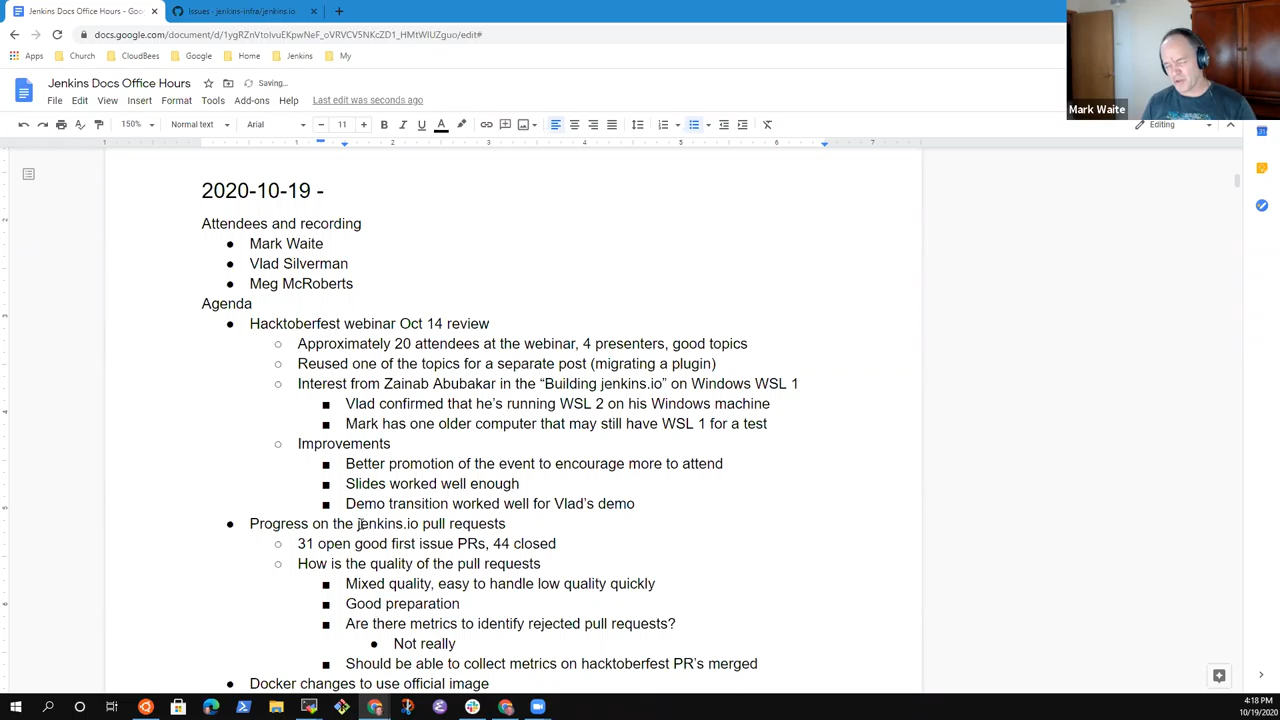 Jenkins Docs Office Hours - Goo
Issues · jenkins-infra/jenkins.io
docs.google.com/document/d/1ygRZnVtoIvuEKpwNeF_oVRVCV5NKcZD1_HMtWIUZguo/edit#
Apps Church CloudBees Google Home Jenkins My
Mark Waite
Jenkins Docs Office Hours
Saving...
File Edit View Insert Format Tools Add-ons Help Last edit was seconds ago
150% Normal text Arial 11 Editing
1 1 2 3 4 5 6 7
2020-10-19 -
Attendees and recording
● Mark Waite
● Vlad Silverman
● Meg McRoberts
Agenda
● Hacktoberfest webinar Oct 14 review
○ Approximately 20 attendees at the webinar, 4 presenters, good topics
○ Reused one of the topics for a separate post (migrating a plugin)
○ Interest from Zainab Abubakar in the “Building jenkins.io” on Windows WSL 1
■ Vlad confirmed that he’s running WSL 2 on his Windows machine
■ Mark has one older computer that may still have WSL 1 for a test
○ Improvements
■ Better promotion of the event to encourage more to attend
■ Slides worked well enough
■ Demo transition worked well for Vlad’s demo
● Progress on the jenkins.io pull requests
○ 31 open good first issue PRs, 44 closed
○ How is the quality of the pull requests
■ Mixed quality, easy to handle low quality quickly
■ Good preparation
■ Are there metrics to identify rejected pull requests?
● Not really
■ Should be able to collect metrics on hacktoberfest PR’s merged
● Docker changes to use official image
4:18 PM
10/19/2020